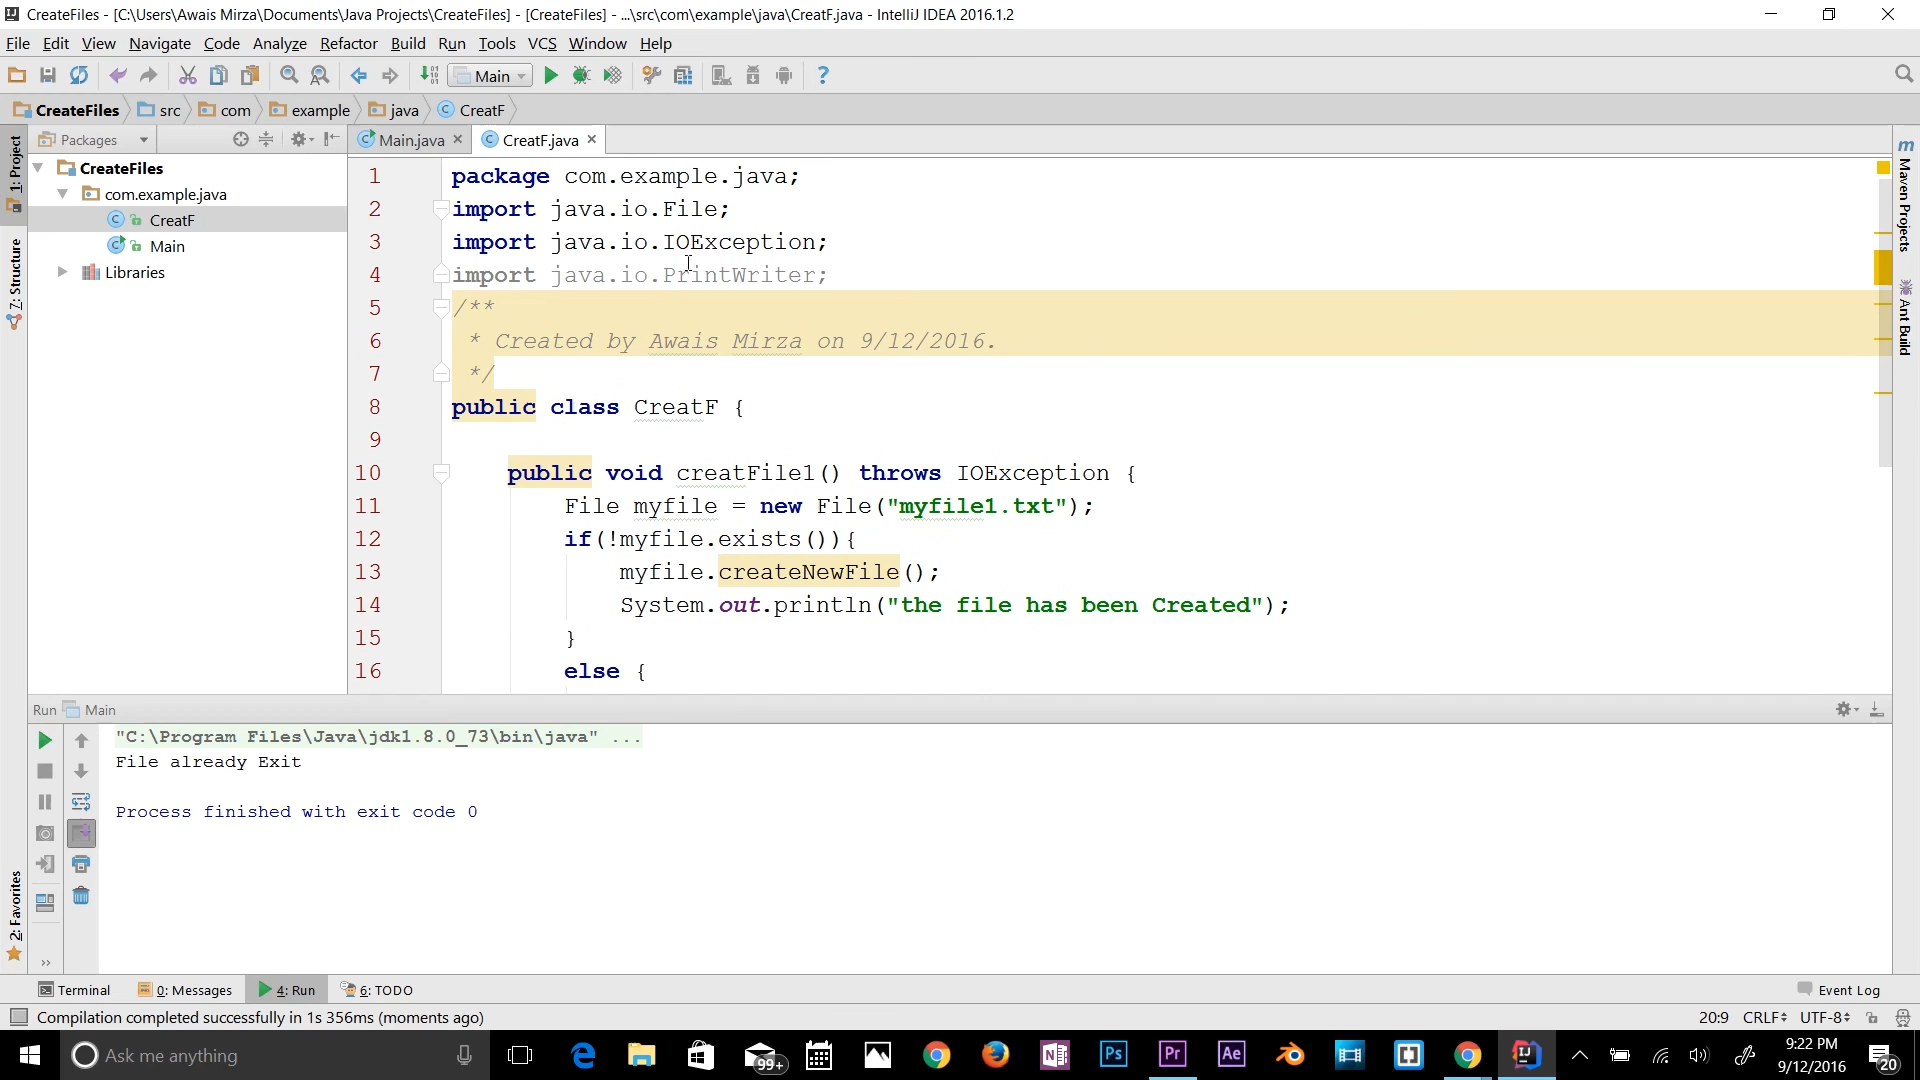 CreateFiles - [C:\Users\Awais Mirza\Documents\Java Projects\CreateFiles] - [CreateFiles] - ...\src\com\example\java\CreatF.java - IntelliJ IDEA 2016.1.2
File Edit View Navigate Code Analyze Refactor Build Run Tools VCS Window Help
Main
CreateFiles src com example java CreatF
1: Project
7: Structure
2: Favorites
Packages
CreateFiles
com.example.java
CreatF
Main
Libraries
Main.java CreatF.java
1 package com.example.java;
2 import java.io.File;
3 import java.io.IOException;
4 import java.io.PrintWriter;
5 /**
6 * Created by Awais Mirza on 9/12/2016.
7 */
8 public class CreatF {
9
10 public void creatFile1() throws IOException {
11 File myfile = new File("myfile1.txt");
12 if(!myfile.exists()){
13 myfile.createNewFile();
14 System.out.println("the file has been Created");
15 }
16 else {
Maven Projects
Ant Build
Run Main
"C:\Program Files\Java\jdk1.8.0_73\bin\java" ...
File already Exit
Process finished with exit code 0
Terminal 0: Messages 4: Run 6: TODO Event Log
Compilation completed successfully in 1s 356ms (moments ago) 20:9 CRLF UTF-8
Ask me anything
99+
Ps Pr Ae
9:22 PM
9/12/2016
20